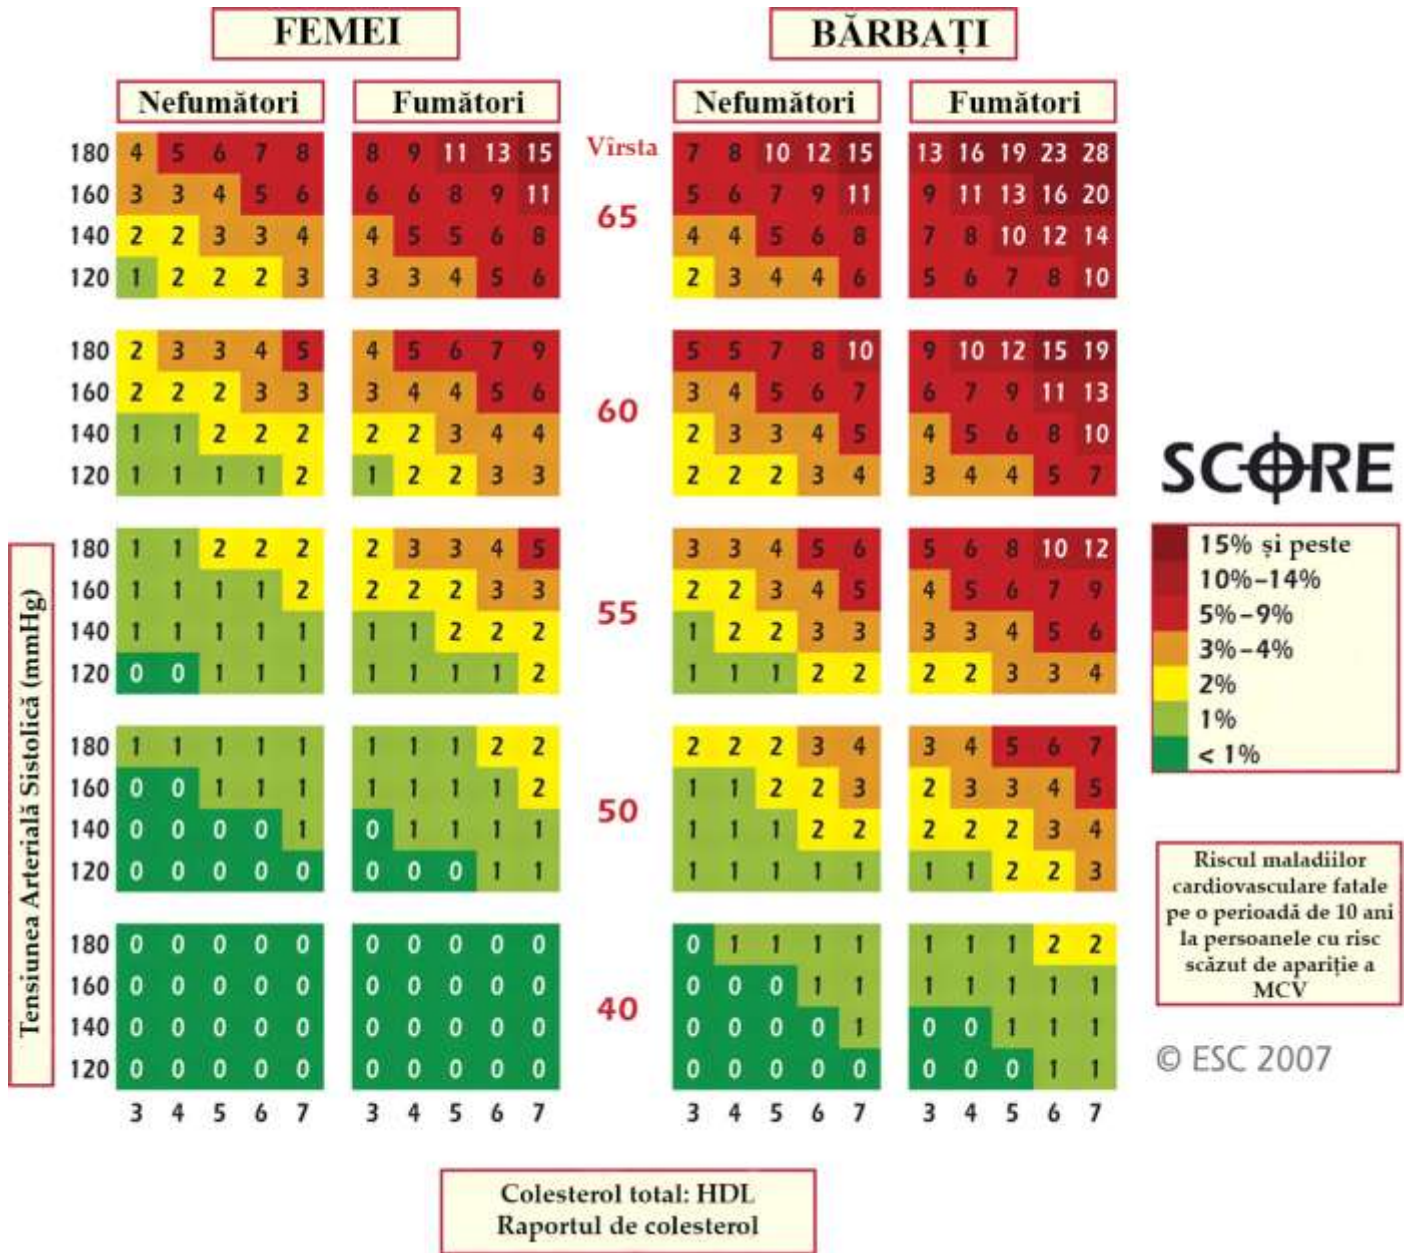 FEMEI BĂRBAȚI
Nefumători Fumători Nefumători Fumători
180 4 5 6 7 8 8 9 11 13 15 Vîrsta 7 8 10 12 15 13 16 19 23 28
160 3 3 4 5 6 6 6 8 9 11 5 6 7 9 11 9 11 13 16 20
65
140 2 2 3 3 4 4 5 5 6 8 4 4 5 6 8 7 8 10 12 14
120 1 2 2 2 3 3 3 4 5 6 2 3 4 4 6 5 6 7 8 10
180 2 3 3 4 5 4 5 6 7 9 5 5 7 8 10 9 10 12 15 19
160 2 2 2 3 3 3 4 4 5 6 3 4 5 6 7 6 7 9 11 13
60
140 1 1 2 2 2 2 2 3 4 4 2 3 3 4 5 4 5 6 8 10
120 1 1 1 1 2 1 2 2 3 3 2 2 2 3 4 3 4 4 5 7
180 1 1 2 2 2 2 3 3 4 5 3 3 4 5 6 5 6 8 10 12
160 1 1 1 1 2 2 2 2 3 3 2 2 3 4 5 4 5 6 7 9
55
140 1 1 1 1 1 1 1 2 2 2 1 2 2 3 3 3 3 4 5 6
120 0 0 1 1 1 1 1 1 1 2 1 1 1 2 2 2 2 3 3 4
180 1 1 1 1 1 1 1 1 2 2 2 2 2 3 4 3 4 5 6 7
160 0 0 1 1 1 1 1 1 1 2 1 1 2 2 3 2 3 3 4 5
50
140 0 0 0 0 1 0 1 1 1 1 1 1 1 2 2 2 2 2 3 4
120 0 0 0 0 0 0 0 0 1 1 1 1 1 1 1 1 1 2 2 3
180 0 0 0 0 0 0 0 0 0 0 0 1 1 1 1 1 1 1 2 2
160 0 0 0 0 0 0 0 0 0 0 0 0 0 1 1 1 1 1 1 1
40
140 0 0 0 0 0 0 0 0 0 0 0 0 0 0 1 0 0 1 1 1
120 0 0 0 0 0 0 0 0 0 0 0 0 0 0 0 0 0 0 1 1
3 4 5 6 7 3 4 5 6 7 3 4 5 6 7 3 4 5 6 7
Tensiunea Arterială Sistolică (mmHg)
Colesterol total: HDL
Raportul de colesterol
SCORE
15% și peste
10%–14%
5%–9%
3%–4%
2%
1%
< 1%
Riscul maladiilor
cardiovasculare fatale
pe o perioadă de 10 ani
la persoanele cu risc
scăzut de apariție a
MCV
© ESC 2007